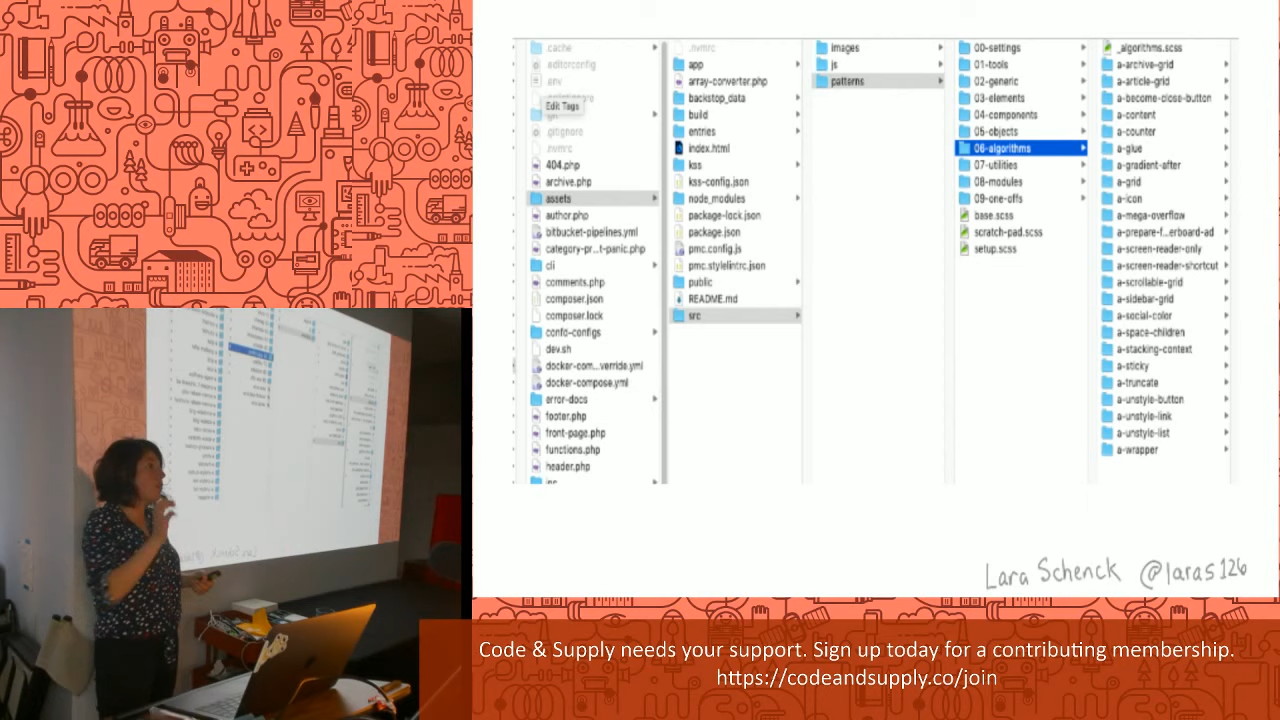 .cache
.editorconfig
.env
Edit Tags
.gitignore
.nvmrc
404.php
archive.php
assets
author.php
bitbucket-pipelines.yml
category-pr...t-panic.php
cli
comments.php
composer.json
composer.lock
confd-configs
dev.sh
docker-com...verride.yml
docker-compose.yml
error-docs
footer.php
front-page.php
functions.php
header.php
.nvmrc
app
array-converter.php
backstop_data
build
entries
index.html
kss
kss-config.json
node_modules
package-lock.json
package.json
pmc.config.js
pmc.stylelintrc.json
public
README.md
src
images
js
patterns
00-settings
01-tools
02-generic
03-elements
04-components
05-objects
06-algorithms
07-utilities
08-modules
09-one-offs
base.scss
scratch-pad.scss
setup.scss
_algorithms.scss
a-archive-grid
a-article-grid
a-become-close-button
a-content
a-counter
a-glue
a-gradient-after
a-grid
a-icon
a-mega-overflow
a-prepare-f...erboard-ad
a-screen-reader-only
a-screen-reader-shortcut
a-scrollable-grid
a-sidebar-grid
a-social-color
a-space-children
a-stacking-context
a-sticky
a-truncate
a-unstyle-button
a-unstyle-link
a-unstyle-list
a-wrapper
Lara Schenck @laras126
Code & Supply needs your support. Sign up today for a contributing membership.
https://codeandsupply.co/join